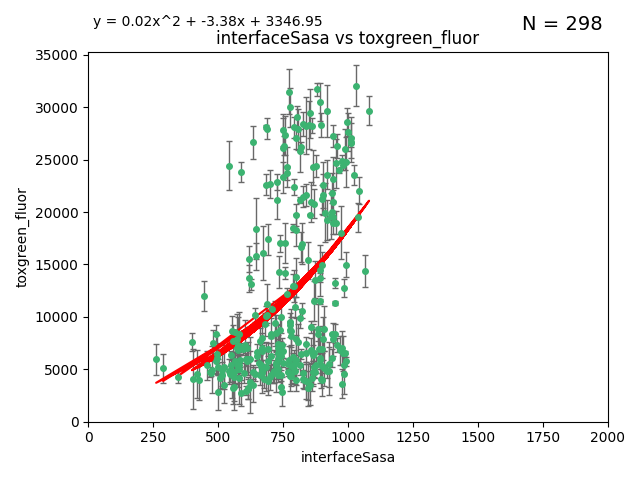 y = 0.02x^2 + -3.38x + 3346.95
N = 298
interfaceSasa vs toxgreen_fluor
35000
30000
25000
20000
15000
10000
5000
0
toxgreen_fluor
0 250 500 750 1000 1250 1500 1750 2000
interfaceSasa